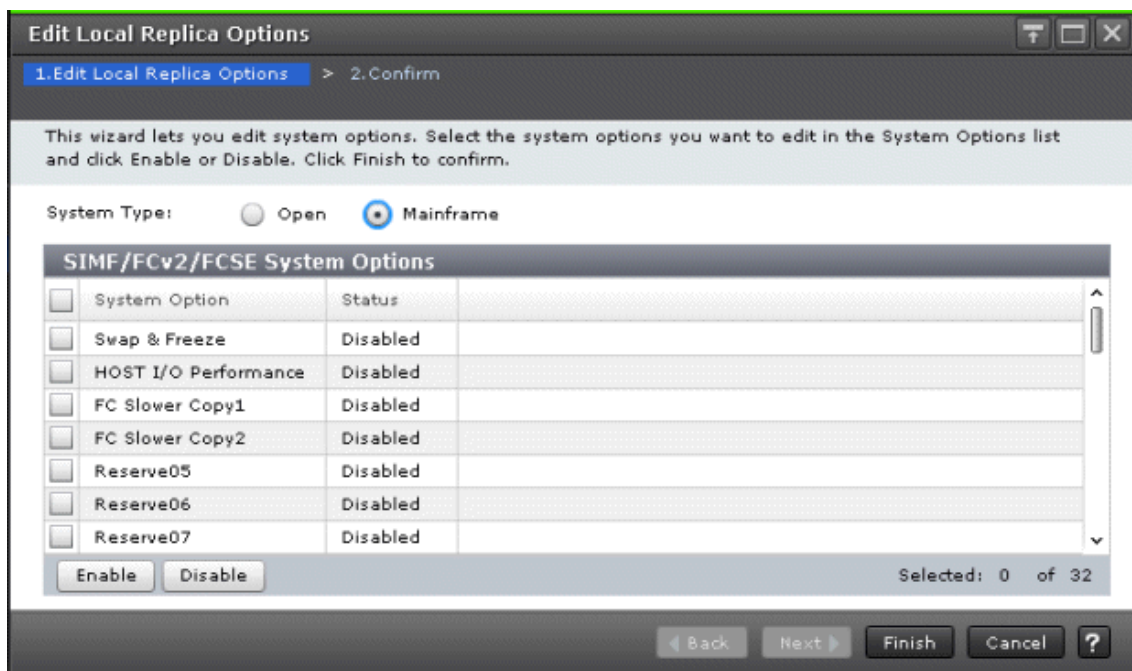 Edit Local Replica Options
1.Edit Local Replica Options > 2.Confirm
This wizard lets you edit system options. Select the system options you want to edit in the System Options list
and click Enable or Disable. Click Finish to confirm.
System Type: Open Mainframe
SIMF/FCv2/FCSE System Options
System Option Status
Swap & Freeze Disabled
HOST I/O Performance Disabled
FC Slower Copy1 Disabled
FC Slower Copy2 Disabled
Reserve05 Disabled
Reserve06 Disabled
Reserve07 Disabled
Enable Disable Selected: 0 of 32
Back Next Finish Cancel ?